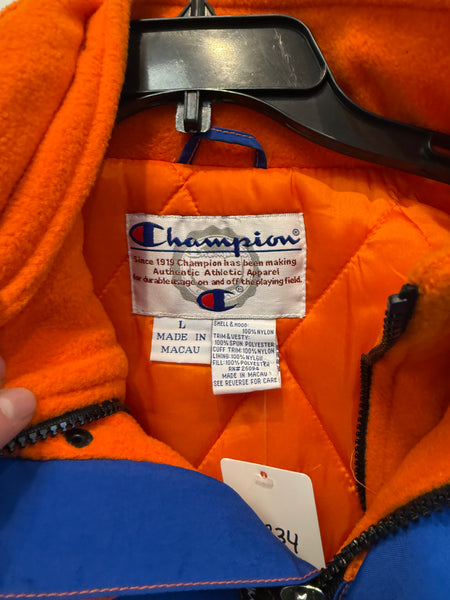 Champion®
Since 1919 Champion has been making
Authentic Athletic Apparel
for durable usage on and off the playing field.
®
L
MADE IN
MACAU
SHELL & HOOD:
100% NYLON
TRIM & VESTY:
100% SPUN POLYESTER
CUFF TRIM: 100% NYLON
LINING: 100% NYLON
FILL: 100% POLYESTER
RN# 26094
MADE IN MACAU
SEE REVERSE FOR CARE
34